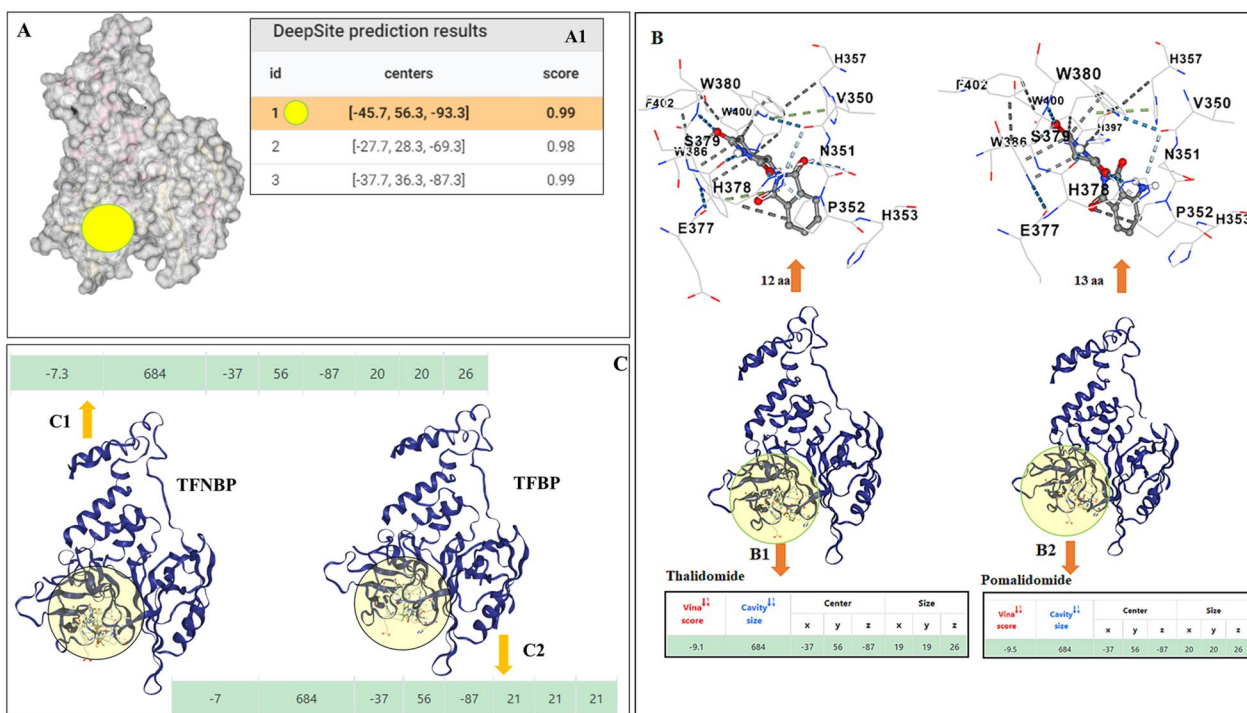 A
DeepSite prediction results
A1
id centers score
1 [-45.7, 56.3, -93.3] 0.99
2 [-27.7, 28.3, -69.3] 0.98
3 [-37.7, 36.3, -87.3] 0.99
B
H357
W380
F402
W400
V350
S379
W386
N351
H378
P352
H353
E377
12 aa
H357
W380
F402
W400
V350
S379
H397
W386
N351
H378
P352
H353
E377
13 aa
B1
Thalidomide
Vina score Cavity size Center Size
x y z x y z
-9.1 684 -37 56 -87 19 19 26
B2
Pomalidomide
Vina score Cavity size Center Size
x y z x y z
-9.5 684 -37 56 -87 20 20 26
C
-7.3 684 -37 56 -87 20 20 26
C1
TFNBP
TFBP
C2
-7 684 -37 56 -87 21 21 21